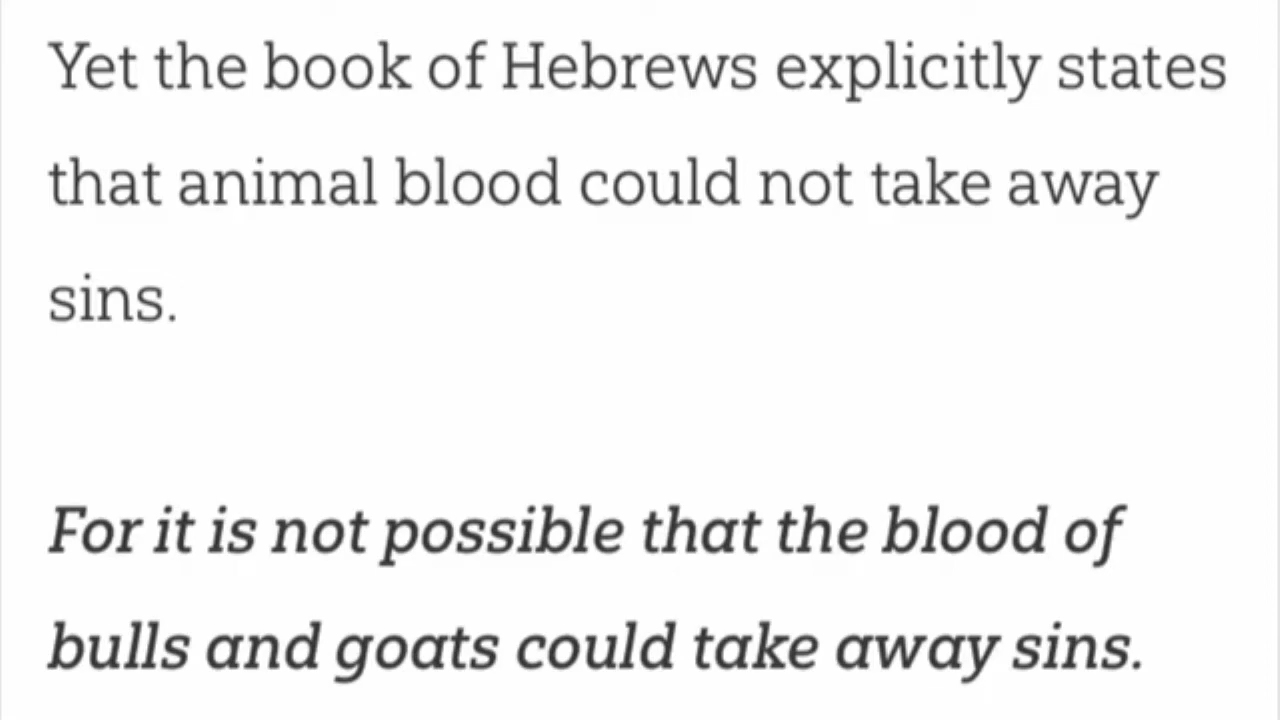 Yet the book of Hebrews explicitly states
that animal blood could not take away
sins.
For it is not possible that the blood of
bulls and goats could take away sins.